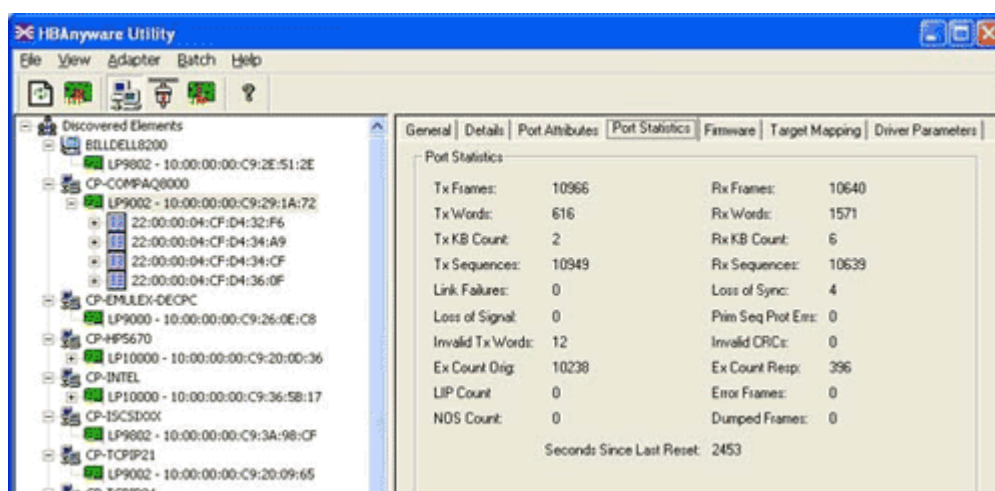 HBAnyware Utility
File View Adapter Batch Help
?
Discovered Elements
BILLDELL8200
LP9802 - 10:00:00:00:C9:2E:51:2E
CP-COMPAQ8000
LP9002 - 10:00:00:00:C9:29:1A:72
22:00:00:04:CF:D4:32:F6
22:00:00:04:CF:D4:34:A9
22:00:00:04:CF:D4:34:CF
22:00:00:04:CF:D4:36:0F
CP-EMULEX-DECPC
LP9000 - 10:00:00:00:C9:26:0E:C8
CP-HP5670
LP10000 - 10:00:00:00:C9:20:0D:36
CP-INTEL
LP10000 - 10:00:00:00:C9:36:5B:17
CP-ISCSIXXX
LP9802 - 10:00:00:00:C9:3A:98:CF
CP-TCPIP21
LP9002 - 10:00:00:00:C9:20:09:65
General Details Port Attributes Port Statistics Firmware Target Mapping Driver Parameters
Port Statistics
Tx Frames: 10966 Rx Frames: 10640
Tx Words: 616 Rx Words: 1571
Tx KB Count: 2 Rx KB Count: 6
Tx Sequences: 10949 Rx Sequences: 10639
Link Failures: 0 Loss of Sync: 4
Loss of Signal: 0 Prim Seq Prot Errs: 0
Invalid Tx Words: 12 Invalid CRCs: 0
Ex Count Orig: 10238 Ex Count Resp: 396
LIP Count 0 Error Frames: 0
NOS Count: 0 Dumped Frames: 0
Seconds Since Last Reset: 2453